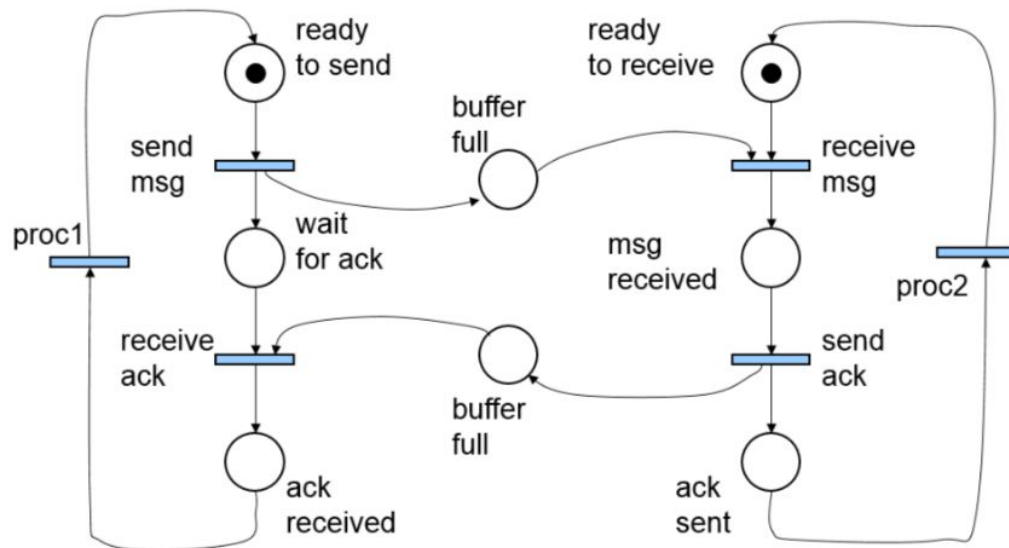 ready
to send
ready
to receive
buffer
full
send
msg
receive
msg
wait
for ack
proc1
msg
received
proc2
receive
ack
send
ack
buffer
full
ack
received
ack
sent